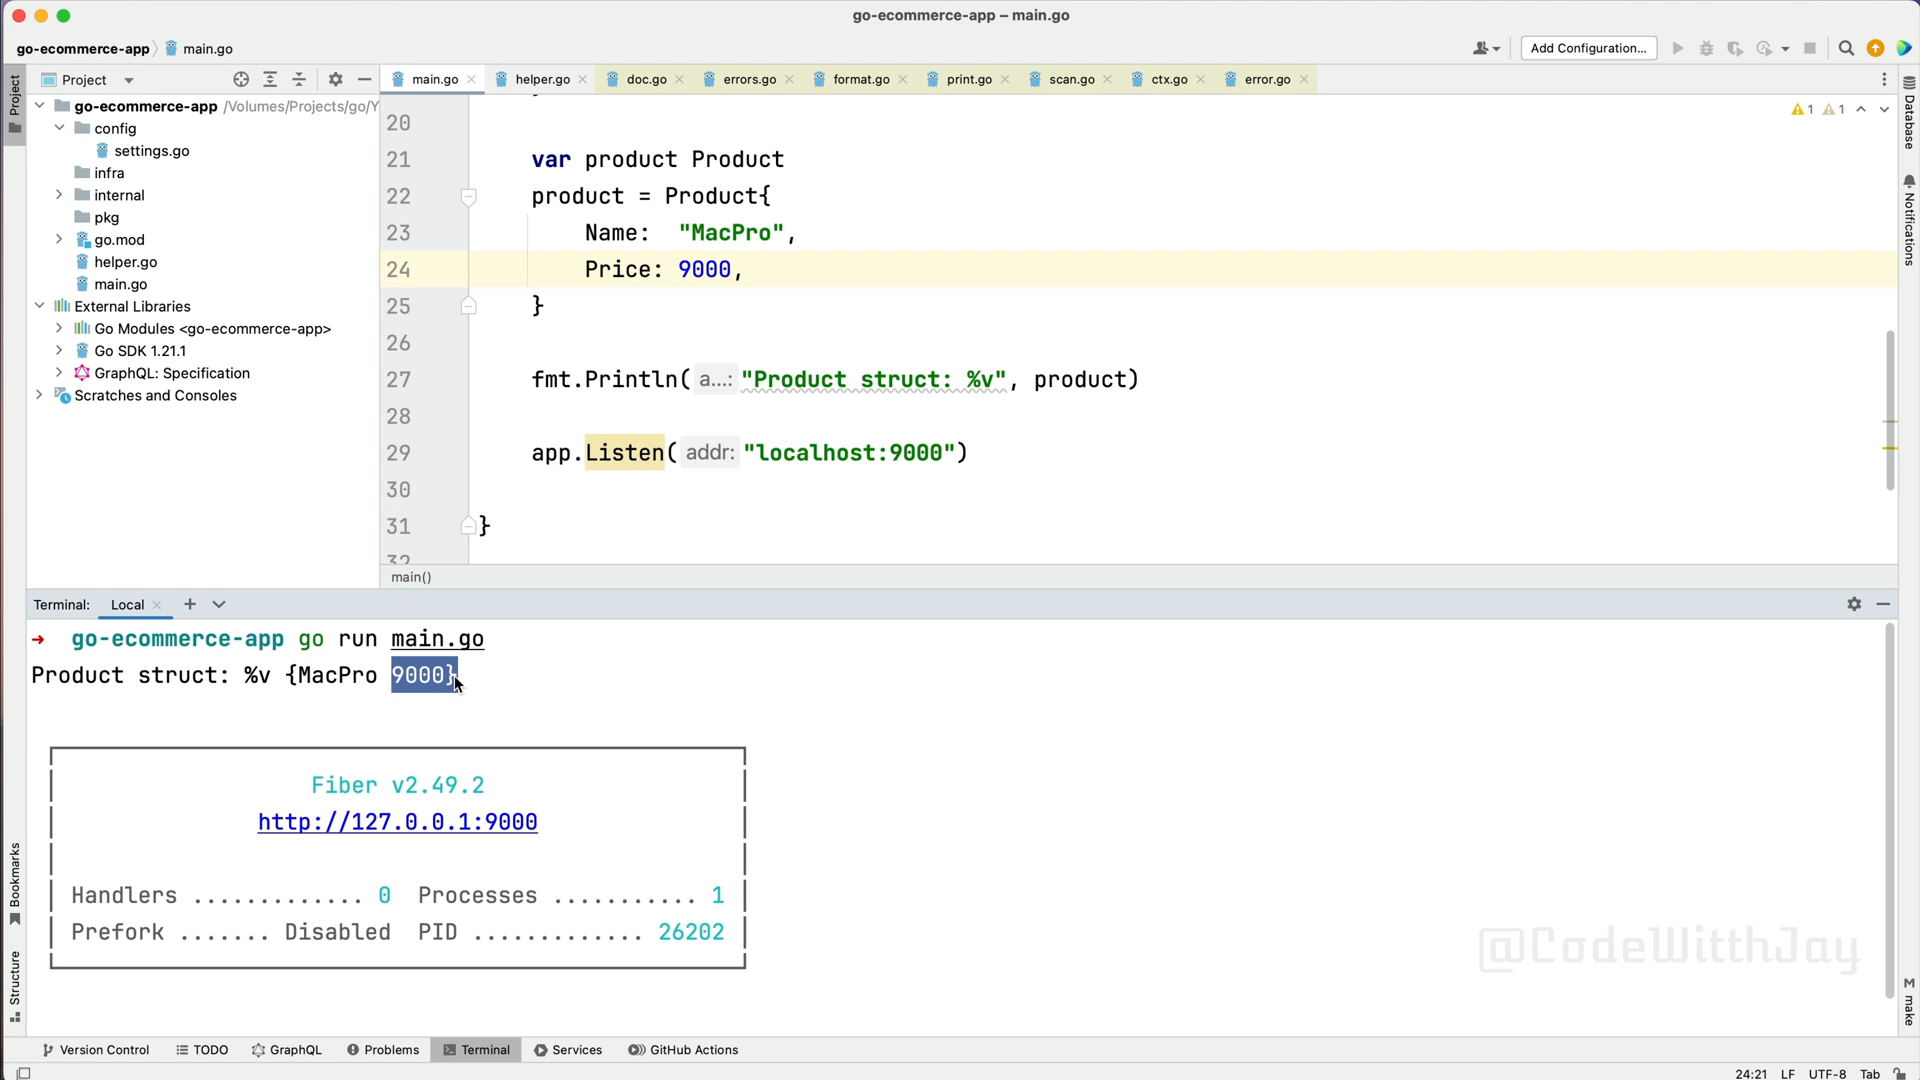 go-ecommerce-app – main.go
go-ecommerce-app main.go
Add Configuration...
Project
main.go helper.go doc.go errors.go format.go print.go scan.go ctx.go error.go
Project
go-ecommerce-app /Volumes/Projects/go/Y
config
settings.go
infra
internal
pkg
go.mod
helper.go
main.go
External Libraries
Go Modules <go-ecommerce-app>
Go SDK 1.21.1
GraphQL: Specification
Scratches and Consoles
1 1
20
21 var product Product
22 product = Product{
23 Name: "MacPro",
24 Price: 9000,
25 }
26
27 fmt.Println( a...: "Product struct: %v", product)
28
29 app.Listen( addr: "localhost:9000")
30
31 }
32
main()
Database
Notifications
Terminal: Local
➜ go-ecommerce-app go run main.go
Product struct: %v {MacPro 9000}
Fiber v2.49.2
http://127.0.0.1:9000
Handlers ............. 0 Processes ........... 1
Prefork ....... Disabled PID ............. 26202
@CodeWitthJay
Bookmarks
Structure
M make
Version Control TODO GraphQL Problems Terminal Services GitHub Actions
24:21 LF UTF-8 Tab